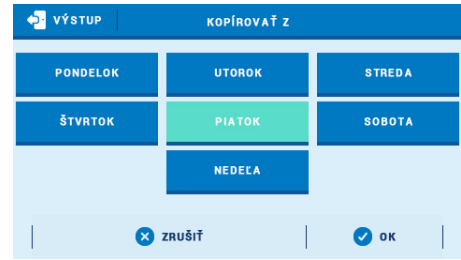 VÝSTUP KOPÍROVAŤ Z
PONDELOK UTOROK STREDA
ŠTVRTOK PIATOK SOBOTA
NEDEĽA
ZRUŠIŤ OK